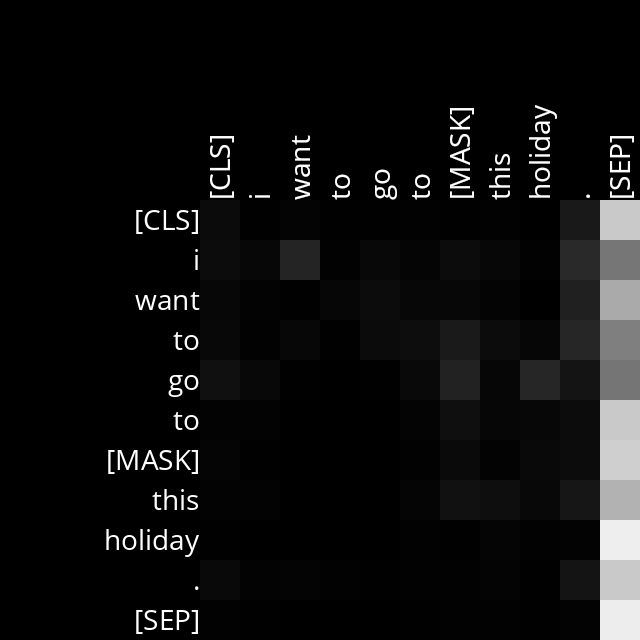 [CLS] i want to go to [MASK] this holiday . [SEP]
[CLS]
i
want
to
go
to
[MASK]
this
holiday
.
[SEP]